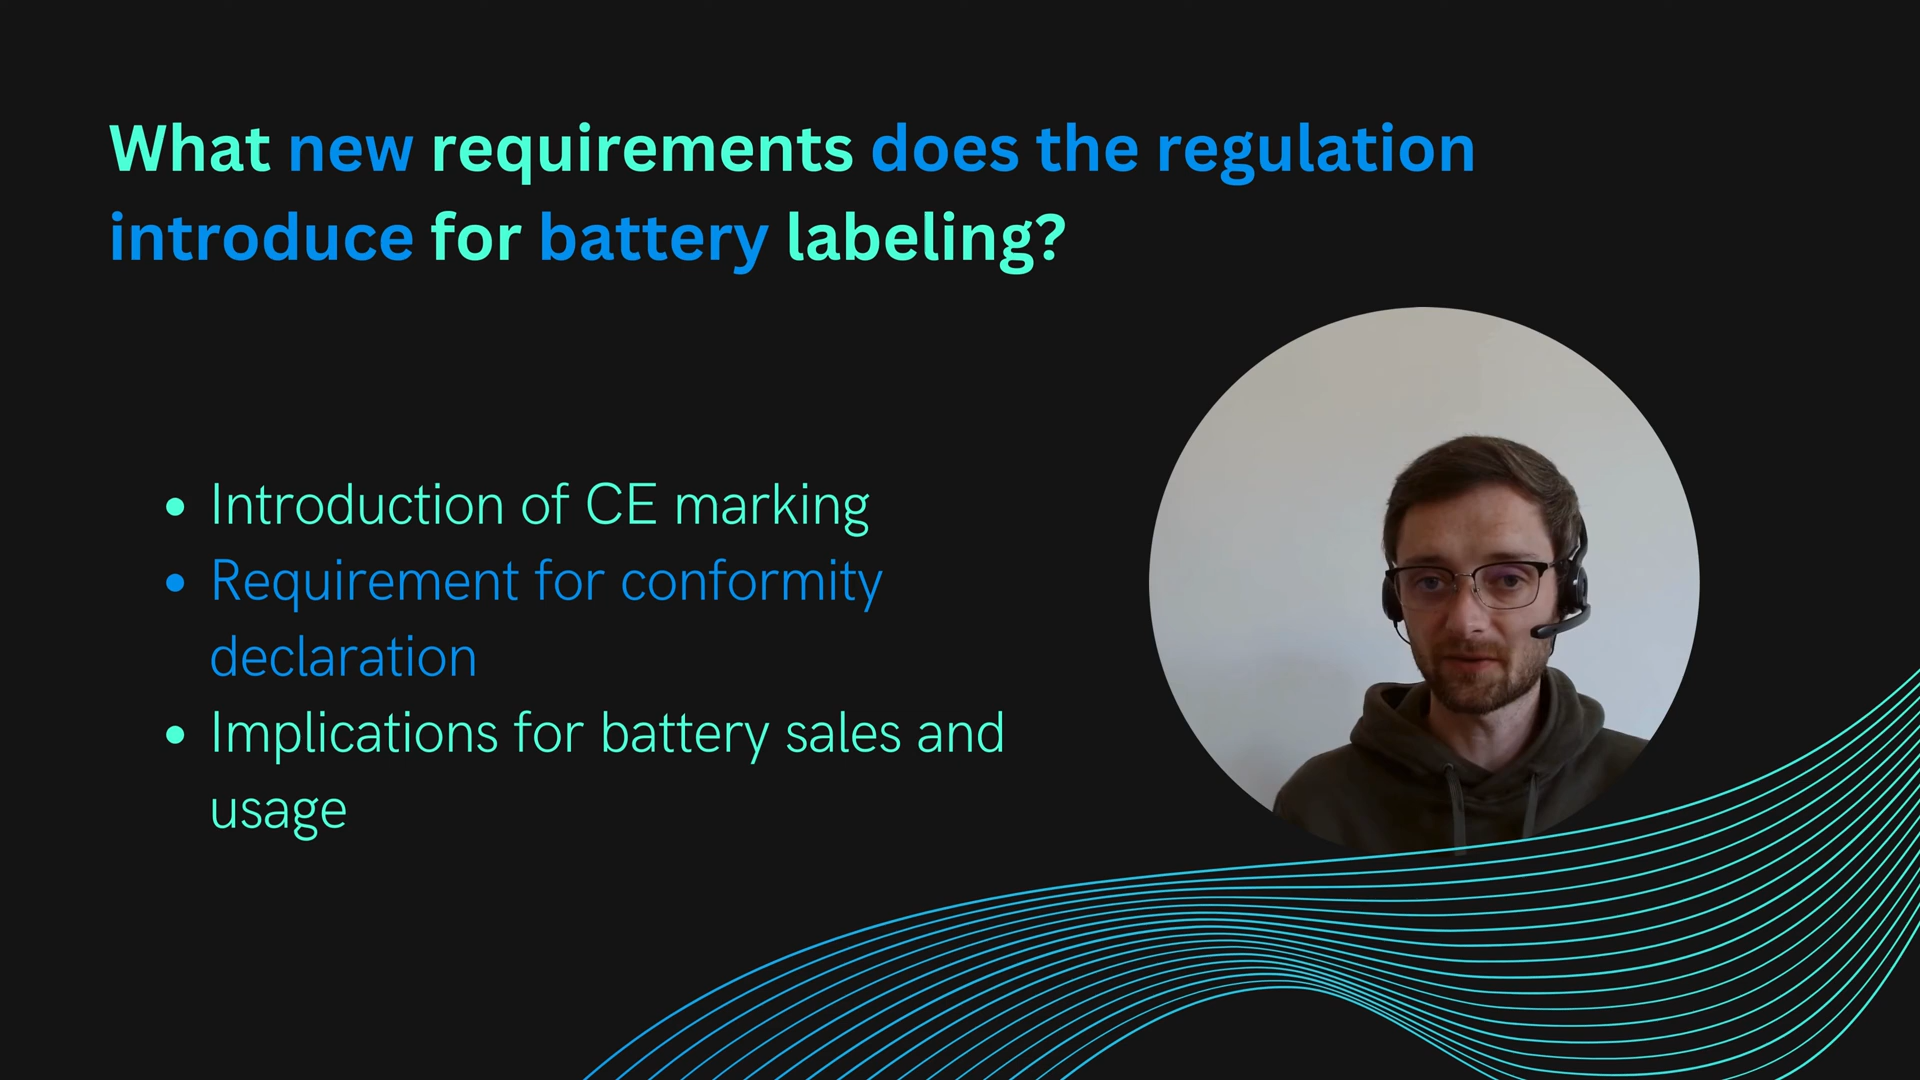 What new requirements does the regulation
introduce for battery labeling?
• Introduction of CE marking
• Requirement for conformity
declaration
• Implications for battery sales and
usage